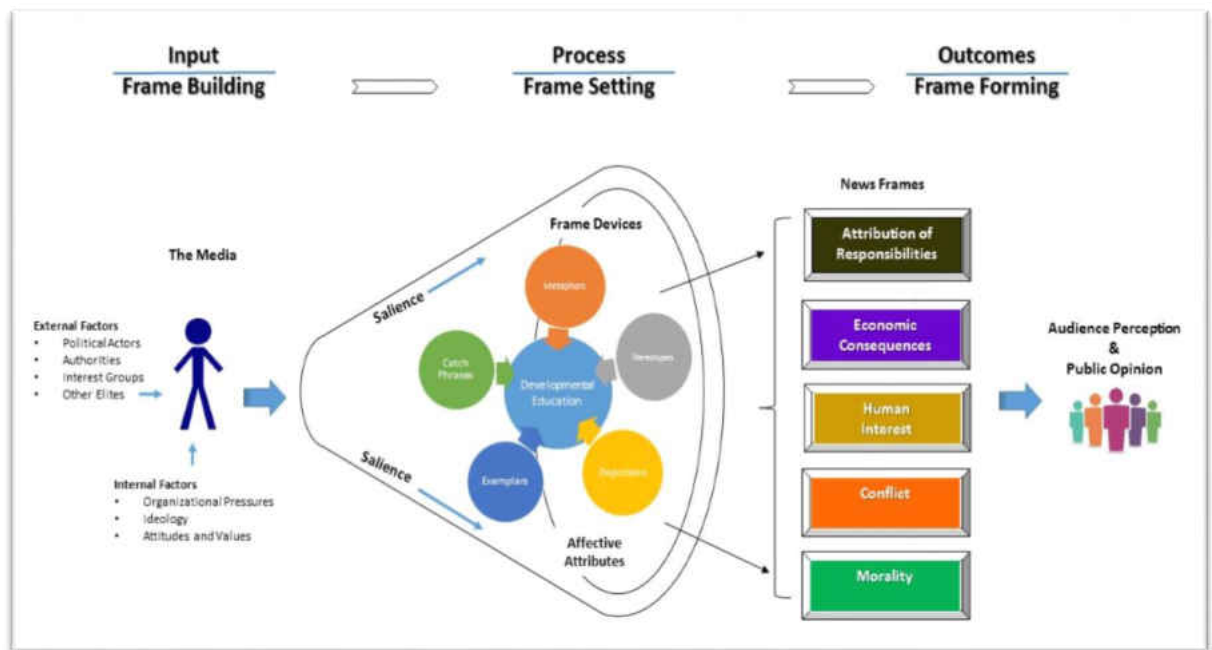 Input
Frame Building
Process
Frame Setting
Outcomes
Frame Forming
The Media
External Factors
• Political Actors
• Authorities
• Interest Groups
• Other Elites
Internal Factors
• Organizational Pressures
• Ideology
• Attitudes and Values
Salience
Salience
Frame Devices
Metaphors
Catch
Phrases
Developmental
Education
Exemplars
Affective
Attributes
News Frames
Attribution of
Responsibilities
Economic
Consequences
Human
Interest
Conflict
Morality
Audience Perception
&
Public Opinion